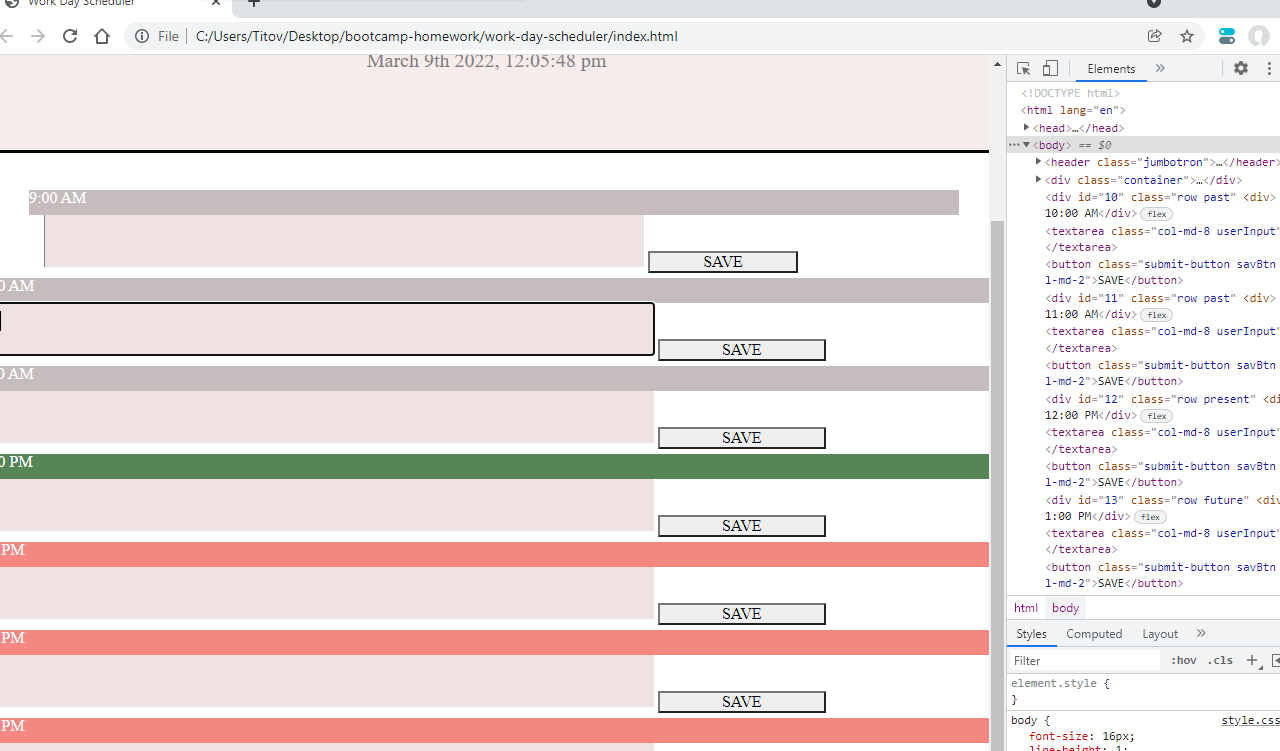 Work Day Scheduler
File
C:/Users/Titov/Desktop/bootcamp-homework/work-day-scheduler/index.html
March 9th 2022, 12:05:48 pm
9:00 AM
SAVE
0 AM
SAVE
0 AM
SAVE
0 PM
SAVE
PM
SAVE
PM
SAVE
PM
Elements
<!DOCTYPE html>
<html lang="en">
<head>…</head>
<body> == $0
<header class="jumbotron">…</header>
<div class="container">…</div>
<div id="10" class="row past" <div>
10:00 AM</div> flex
<textarea class="col-md-8 userInput"
</textarea>
<button class="submit-button savBtn
l-md-2">SAVE</button>
<div id="11" class="row past" <div>
11:00 AM</div> flex
<textarea class="col-md-8 userInput"
</textarea>
<button class="submit-button savBtn
l-md-2">SAVE</button>
<div id="12" class="row present" <di
12:00 PM</div> flex
<textarea class="col-md-8 userInput"
</textarea>
<button class="submit-button savBtn
l-md-2">SAVE</button>
<div id="13" class="row future" <div
1:00 PM</div> flex
<textarea class="col-md-8 userInput"
</textarea>
<button class="submit-button savBtn
l-md-2">SAVE</button>
html body
Styles Computed Layout
Filter :hov .cls
element.style {
}
body { style.css
font-size: 16px;
line-height: 1;